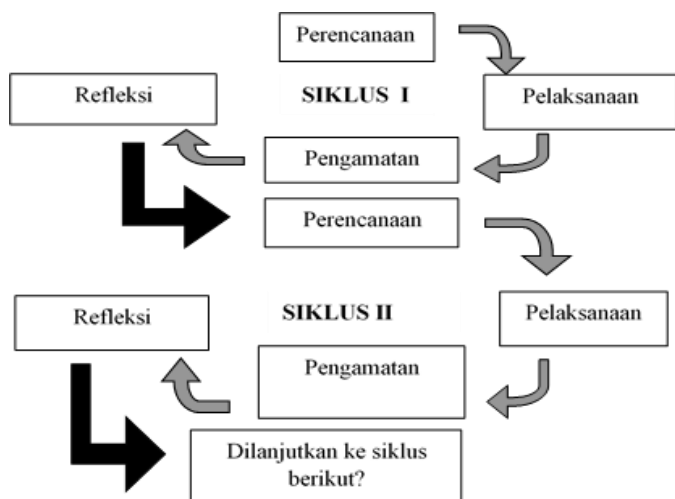 Perencanaan
Refleksi
SIKLUS I
Pelaksanaan
Pengamatan
Perencanaan
Refleksi
SIKLUS II
Pelaksanaan
Pengamatan
Dilanjutkan ke siklus
berikut?